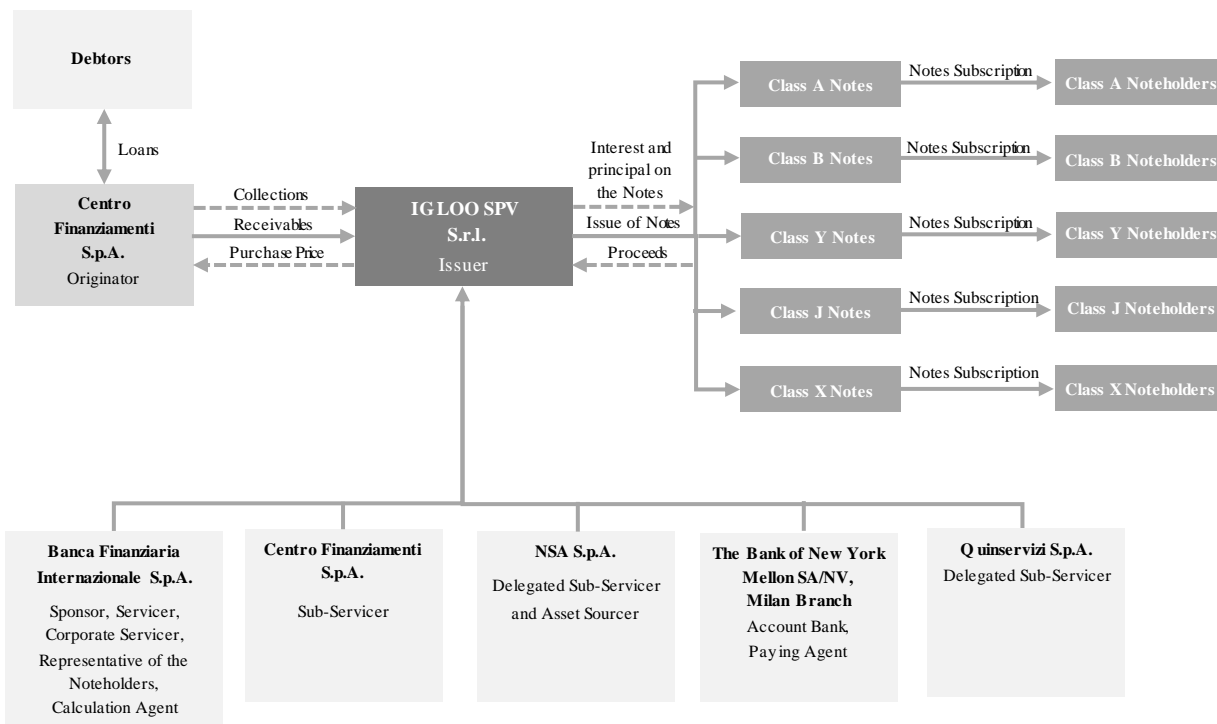 Debtors
Loans
Centro
Finanziamenti
S.p.A.
Originator
Collections
Receivables
Purchase Price
IGLOO SPV
S.r.l.
Issuer
Interest and
principal on
the Notes
Issue of Notes
Proceeds
Class A Notes
Notes Subscription
Class A Noteholders
Class B Notes
Notes Subscription
Class B Noteholders
Class Y Notes
Notes Subscription
Class Y Noteholders
Class J Notes
Notes Subscription
Class J Noteholders
Class X Notes
Notes Subscription
Class X Noteholders
Banca Finanziaria
Internazionale S.p.A.
Sponsor, Servicer,
Corporate Servicer,
Representative of the
Noteholders,
Calculation Agent
Centro Finanziamenti
S.p.A.
Sub-Servicer
NSA S.p.A.
Delegated Sub-Servicer
and Asset Sourcer
The Bank of New York
Mellon SA/NV,
Milan Branch
Account Bank,
Paying Agent
Quinservizi S.p.A.
Delegated Sub-Servicer